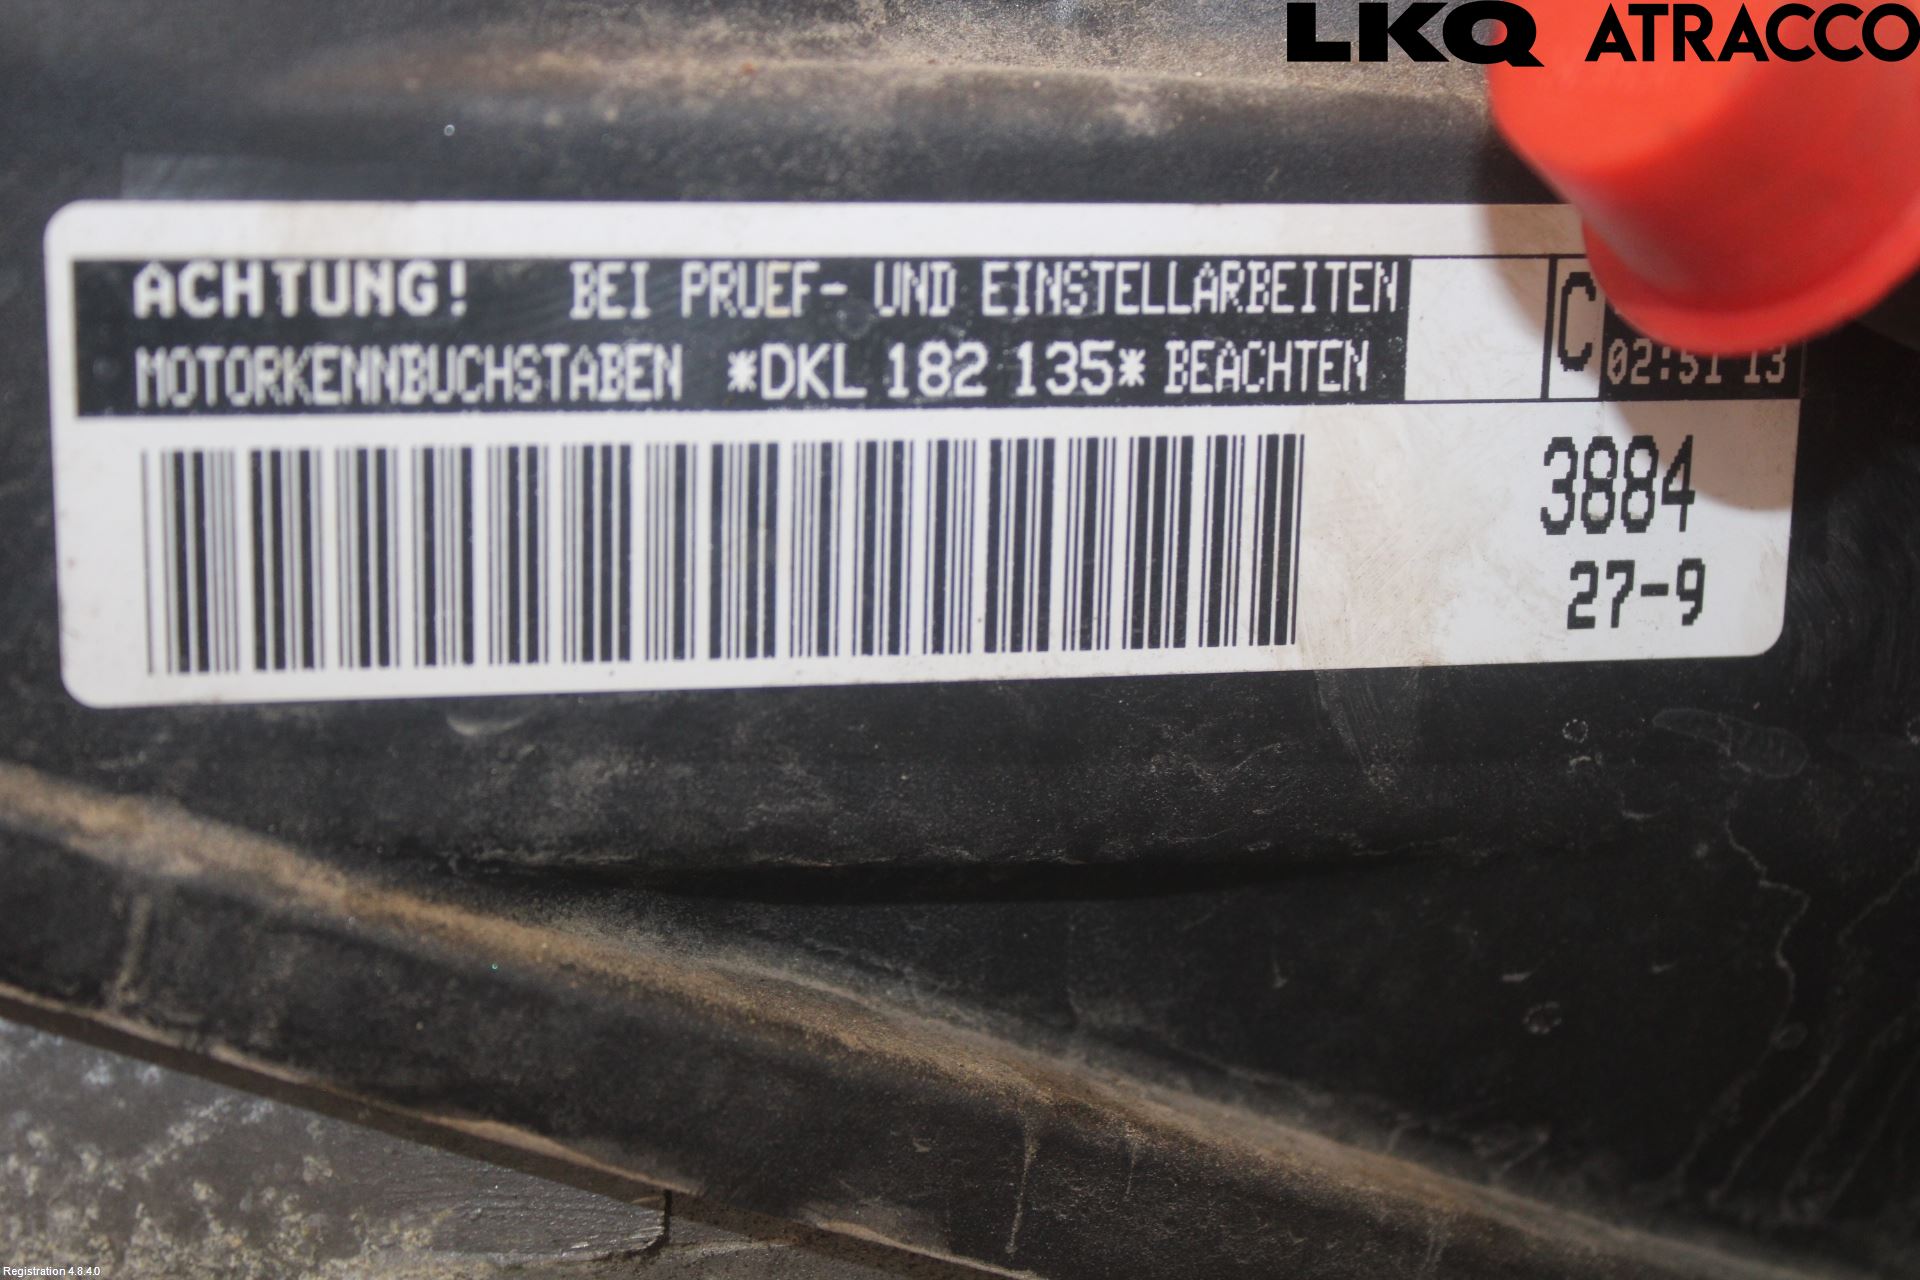 LKQ ATRACCO
ACHTUNG! BEI PRUEF- UND EINSTELLARBEITEN
MOTORKENNBUCHSTABEN *DKL 182 135* BEACHTEN
C
02:51 13
3884
27-9
Registration 4.8.4.0